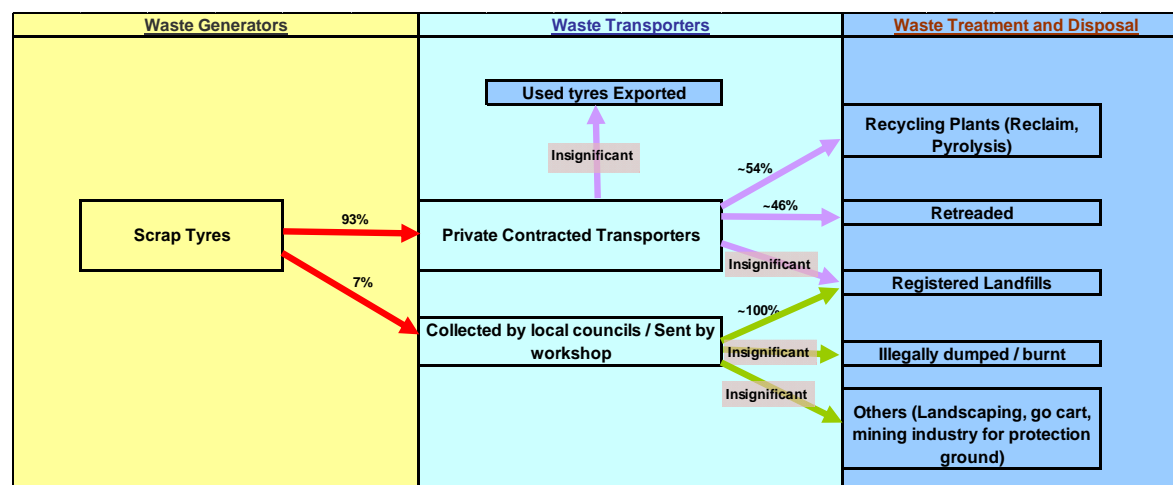 Waste Generators
Waste Transporters
Waste Treatment and Disposal
Used tyres Exported
Recycling Plants (Reclaim,
Pyrolysis)
Insignificant
~54%
93%
~46%
Retreaded
Scrap Tyres
Private Contracted Transporters
Insignificant
7%
Registered Landfills
~100%
Collected by local councils / Sent by
workshop
Insignificant
Illegally dumped / burnt
Insignificant
Others (Landscaping, go cart,
mining industry for protection
ground)